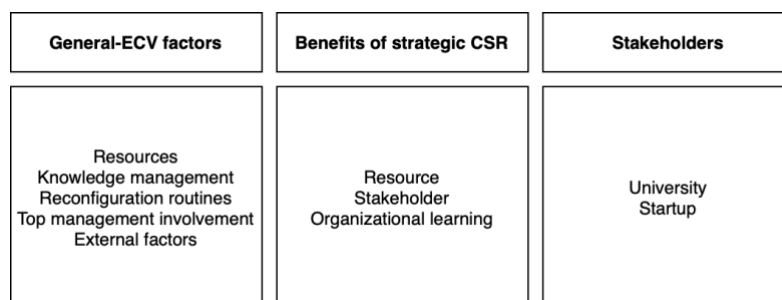 General-ECV factors
Benefits of strategic CSR
Stakeholders
Resources
Knowledge management
Reconfiguration routines
Top management involvement
External factors
Resource
Stakeholder
Organizational learning
University
Startup